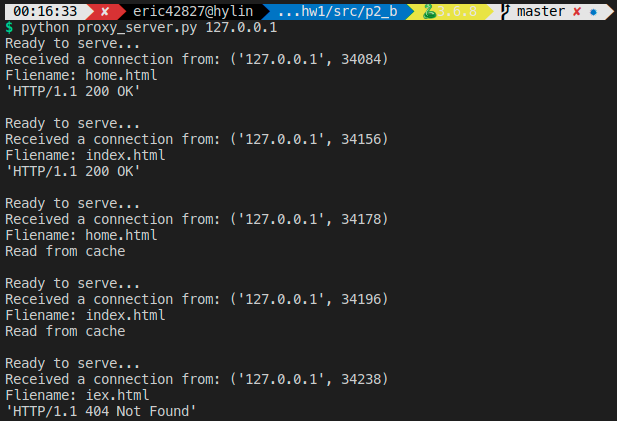 00:16:33 ✘ eric42827@hylin ...hw1/src/p2_b 🐍3.6.8 master ✘ ✹
$ python proxy_server.py 127.0.0.1
Ready to serve...
Received a connection from: ('127.0.0.1', 34084)
Fliename: home.html
'HTTP/1.1 200 OK'
Ready to serve...
Received a connection from: ('127.0.0.1', 34156)
Fliename: index.html
'HTTP/1.1 200 OK'
Ready to serve...
Received a connection from: ('127.0.0.1', 34178)
Fliename: home.html
Read from cache
Ready to serve...
Received a connection from: ('127.0.0.1', 34196)
Fliename: index.html
Read from cache
Ready to serve...
Received a connection from: ('127.0.0.1', 34238)
Fliename: iex.html
'HTTP/1.1 404 Not Found'